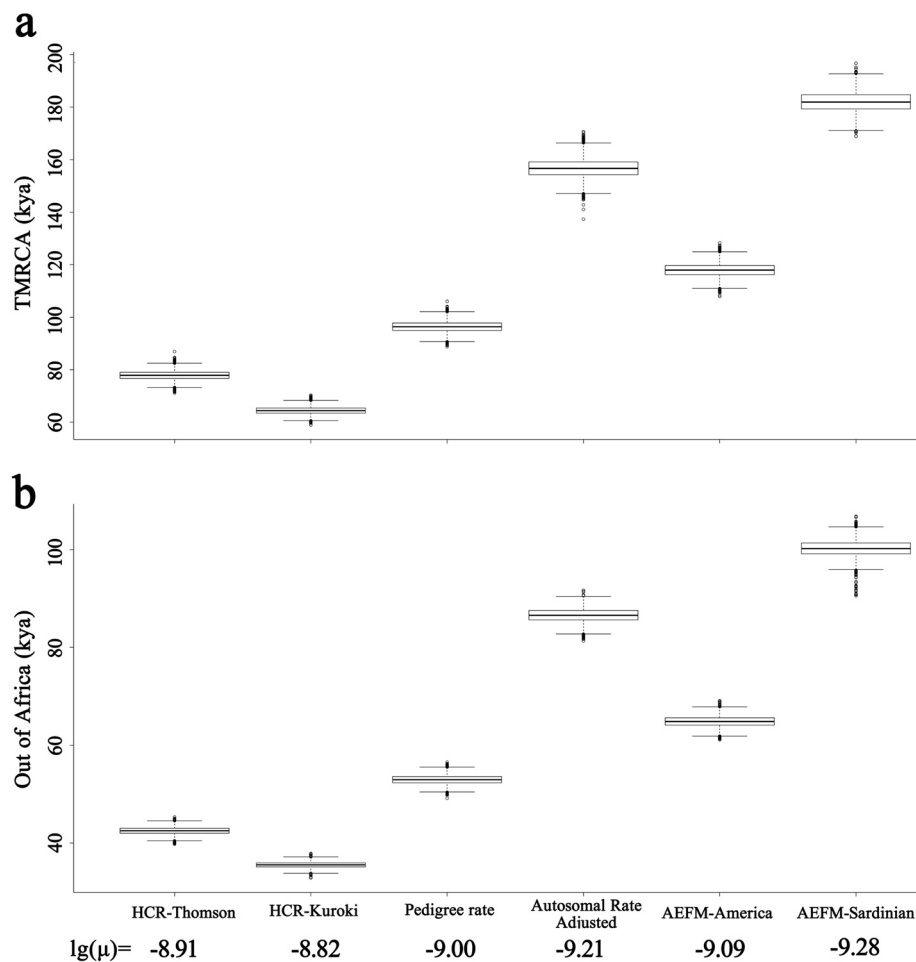 a
200
180
160
140
120
100
80
60
TMRCA (kya)
b
100
80
60
40
Out of Africa (kya)
HCR-Thomson HCR-Kuroki Pedigree rate Autosomal Rate Adjusted AEFM-America AEFM-Sardinian
lg(μ)= -8.91 -8.82 -9.00 -9.21 -9.09 -9.28